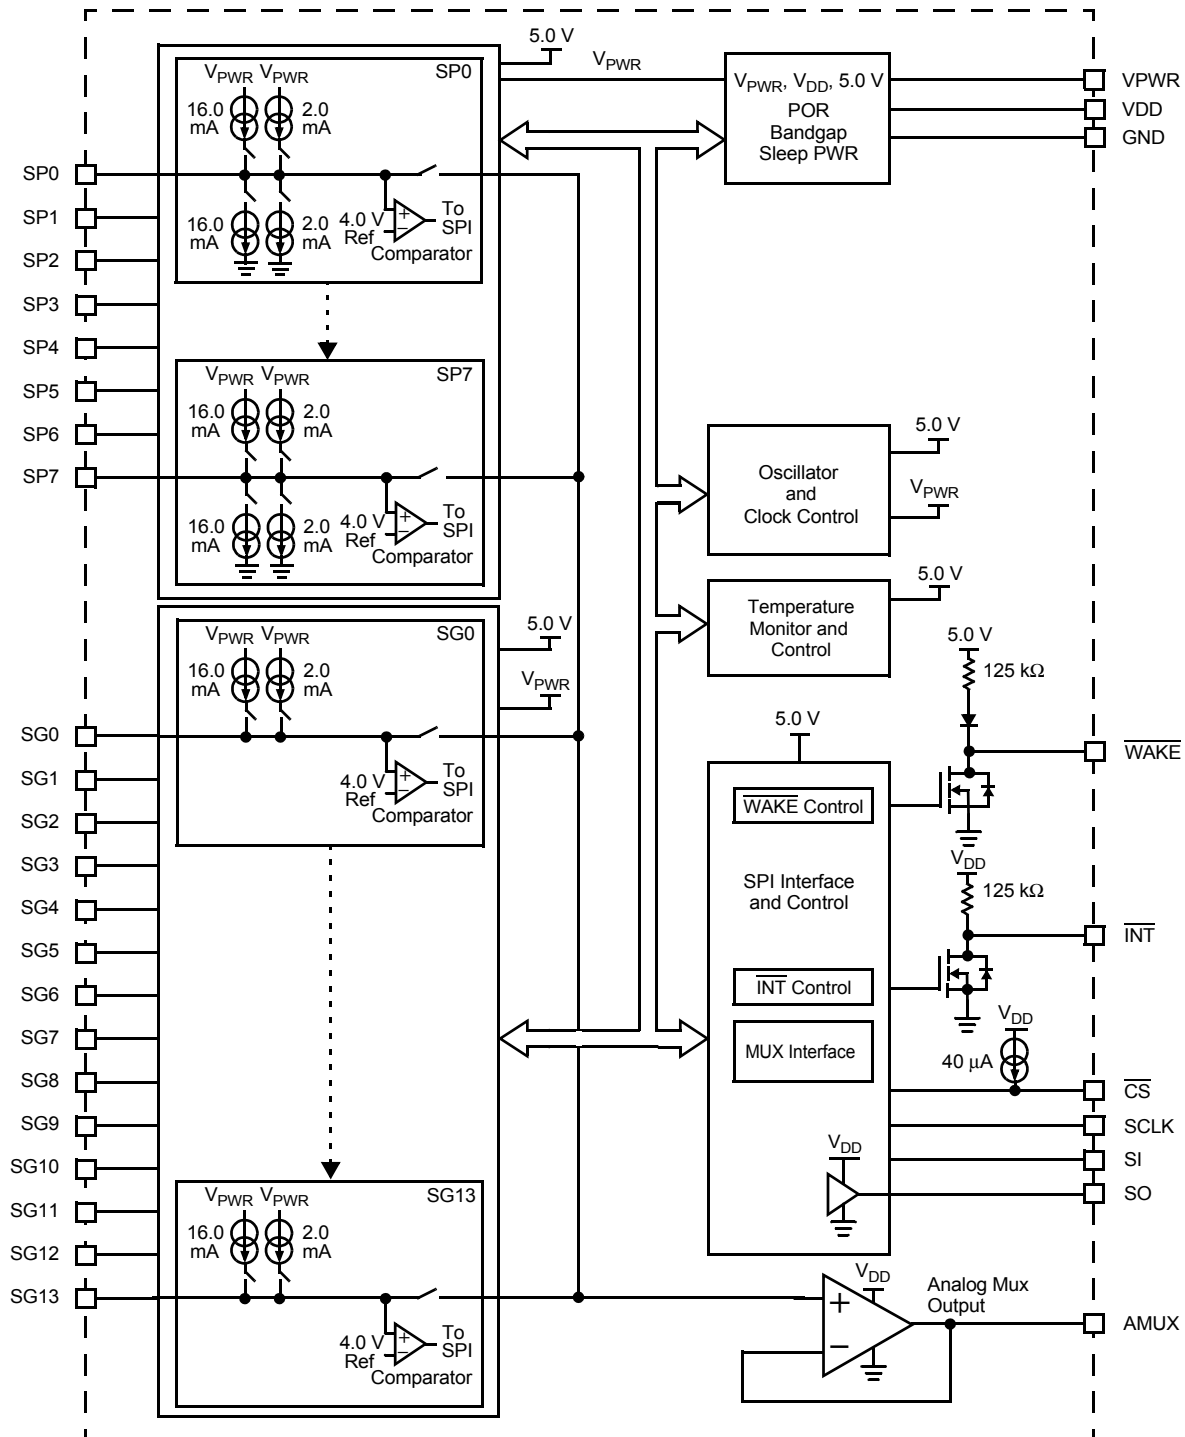 5.0 V
VPWR
SP0
VPWR VPWR
16.0 mA
2.0 mA
16.0 mA
2.0 mA
4.0 V Ref
+
−
To SPI
Comparator
SP7
VPWR VPWR
16.0 mA
2.0 mA
16.0 mA
2.0 mA
4.0 V Ref
+
−
To SPI
Comparator
SP0
SP1
SP2
SP3
SP4
SP5
SP6
SP7
SG0
VPWR VPWR
16.0 mA
2.0 mA
4.0 V Ref
+
−
To SPI
Comparator
5.0 V
VPWR
SG13
VPWR VPWR
16.0 mA
2.0 mA
4.0 V Ref
+
−
To SPI
Comparator
SG0
SG1
SG2
SG3
SG4
SG5
SG6
SG7
SG8
SG9
SG10
SG11
SG12
SG13
VPWR, VDD, 5.0 V
POR
Bandgap
Sleep PWR
VPWR
VDD
GND
Oscillator
and
Clock Control
5.0 V
VPWR
Temperature
Monitor and
Control
5.0 V
5.0 V
WAKE Control
SPI Interface
and Control
INT Control
MUX Interface
VDD
5.0 V
125 kΩ
WAKE
VDD
125 kΩ
INT
VDD
40 μA
CS
SCLK
SI
SO
VDD
+
−
Analog Mux
Output
AMUX